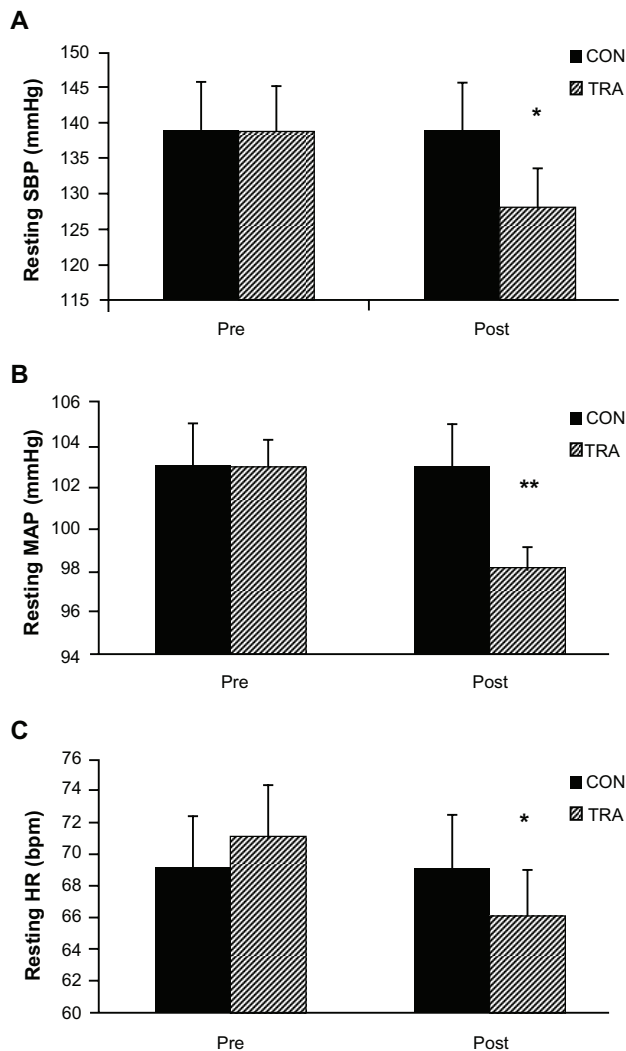 A
Resting SBP (mmHg)
150
145
140
135
130
125
120
115
CON
TRA
*
Pre
Post
B
Resting MAP (mmHg)
106
104
102
100
98
96
94
CON
TRA
**
Pre
Post
C
Resting HR (bpm)
76
74
72
70
68
66
64
62
60
CON
TRA
*
Pre
Post